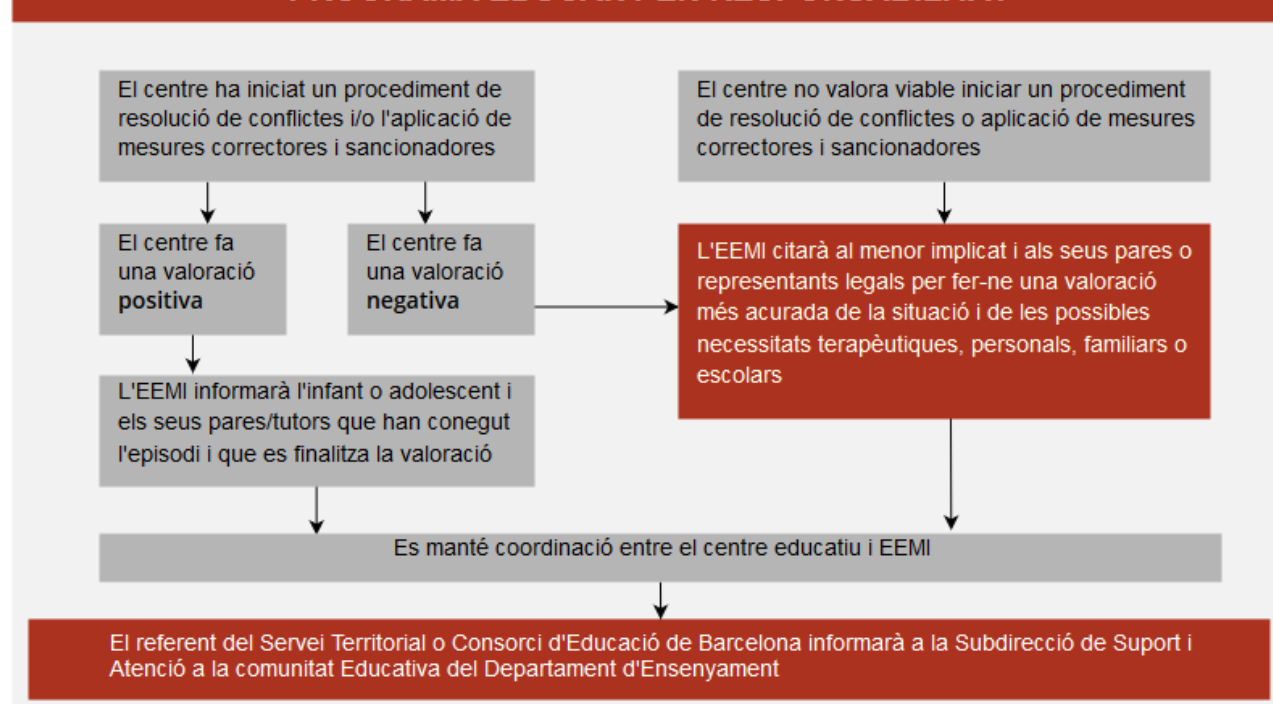 El centre ha iniciat un procediment de
resolució de conflictes i/o l'aplicació de
mesures correctores i sancionadores
El centre no valora viable iniciar un procediment
de resolució de conflictes o aplicació de mesures
correctores i sancionadores
El centre fa
una valoració
positiva
El centre fa
una valoració
negativa
L'EEMI citarà al menor implicat i als seus pares o
representants legals per fer-ne una valoració
més acurada de la situació i de les possibles
necessitats terapèutiques, personals, familiars o
escolars
L'EEMI informarà l'infant o adolescent i
els seus pares/tutors que han conegut
l'episodi i que es finalitza la valoració
Es manté coordinació entre el centre educatiu i EEMI
El referent del Servei Territorial o Consorci d'Educació de Barcelona informarà a la Subdirecció de Suport i
Atenció a la comunitat Educativa del Departament d'Ensenyament